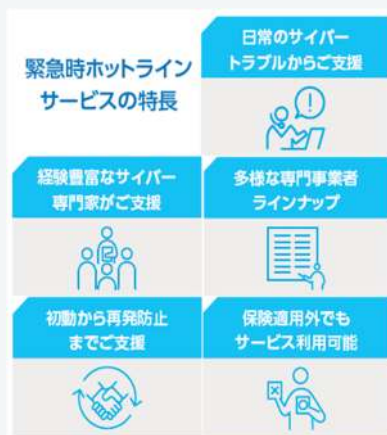 緊急時ホットライン
サービスの特長
日常のサイバー
トラブルからご支援
経験豊富なサイバー
専門家がご支援
多様な専門事業者
ラインナップ
初動から再発防止
までご支援
保険適用外でも
サービス利用可能